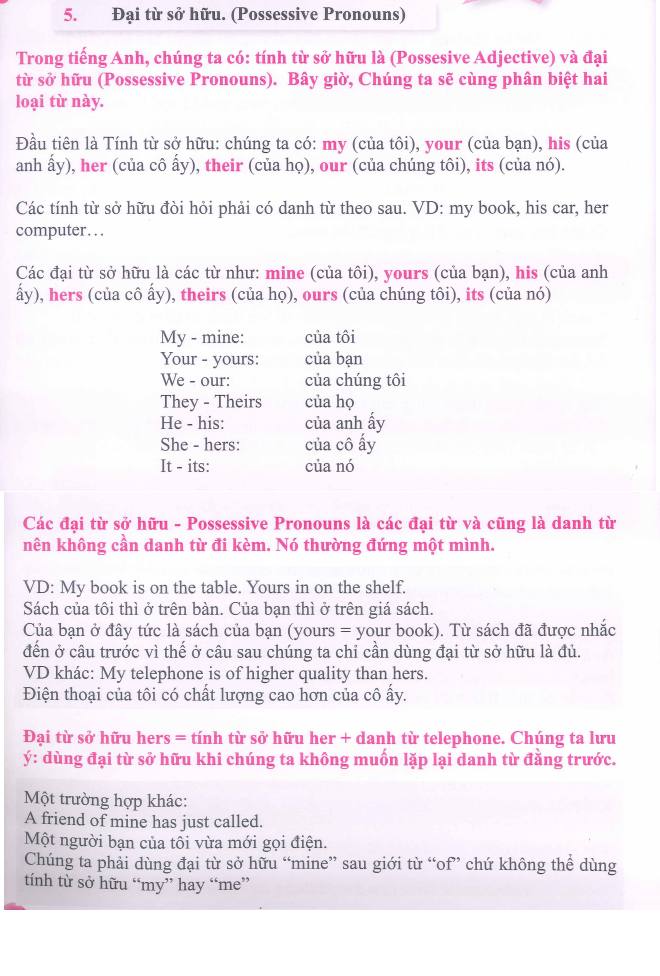 5. Đại từ sở hữu. (Possessive Pronouns)
Trong tiếng Anh, chúng ta có: tính từ sở hữu là (Possesive Adjective) và đại
từ sở hữu (Possessive Pronouns). Bây giờ, Chúng ta sẽ cùng phân biệt hai
loại từ này.
Đầu tiên là Tính từ sở hữu: chúng ta có: my (của tôi), your (của bạn), his (của
anh ấy), her (của cô ấy), their (của họ), our (của chúng tôi), its (của nó).
Các tính từ sở hữu đòi hỏi phải có danh từ theo sau. VD: my book, his car, her
computer…
Các đại từ sở hữu là các từ như: mine (của tôi), yours (của bạn), his (của anh
ấy), hers (của cô ấy), theirs (của họ), ours (của chúng tôi), its (của nó)
My - mine: của tôi
Your - yours: của bạn
We - our: của chúng tôi
They - Theirs của họ
He - his: của anh ấy
She - hers: của cô ấy
It - its: của nó
Các đại từ sở hữu - Possessive Pronouns là các đại từ và cũng là danh từ
nên không cần danh từ đi kèm. Nó thường đứng một mình.
VD: My book is on the table. Yours in on the shelf.
Sách của tôi thì ở trên bàn. Của bạn thì ở trên giá sách.
Của bạn ở đây tức là sách của bạn (yours = your book). Từ sách đã được nhắc
đến ở câu trước vì thế ở câu sau chúng ta chỉ cần dùng đại từ sở hữu là đủ.
VD khác: My telephone is of higher quality than hers.
Điện thoại của tôi có chất lượng cao hơn của cô ấy.
Đại từ sở hữu hers = tính từ sở hữu her + danh từ telephone. Chúng ta lưu
ý: dùng đại từ sở hữu khi chúng ta không muốn lặp lại danh từ đằng trước.
Một trường hợp khác:
A friend of mine has just called.
Một người bạn của tôi vừa mới gọi điện.
Chúng ta phải dùng đại từ sở hữu “mine” sau giới từ “of” chứ không thể dùng
tính từ sở hữu “my” hay “me”